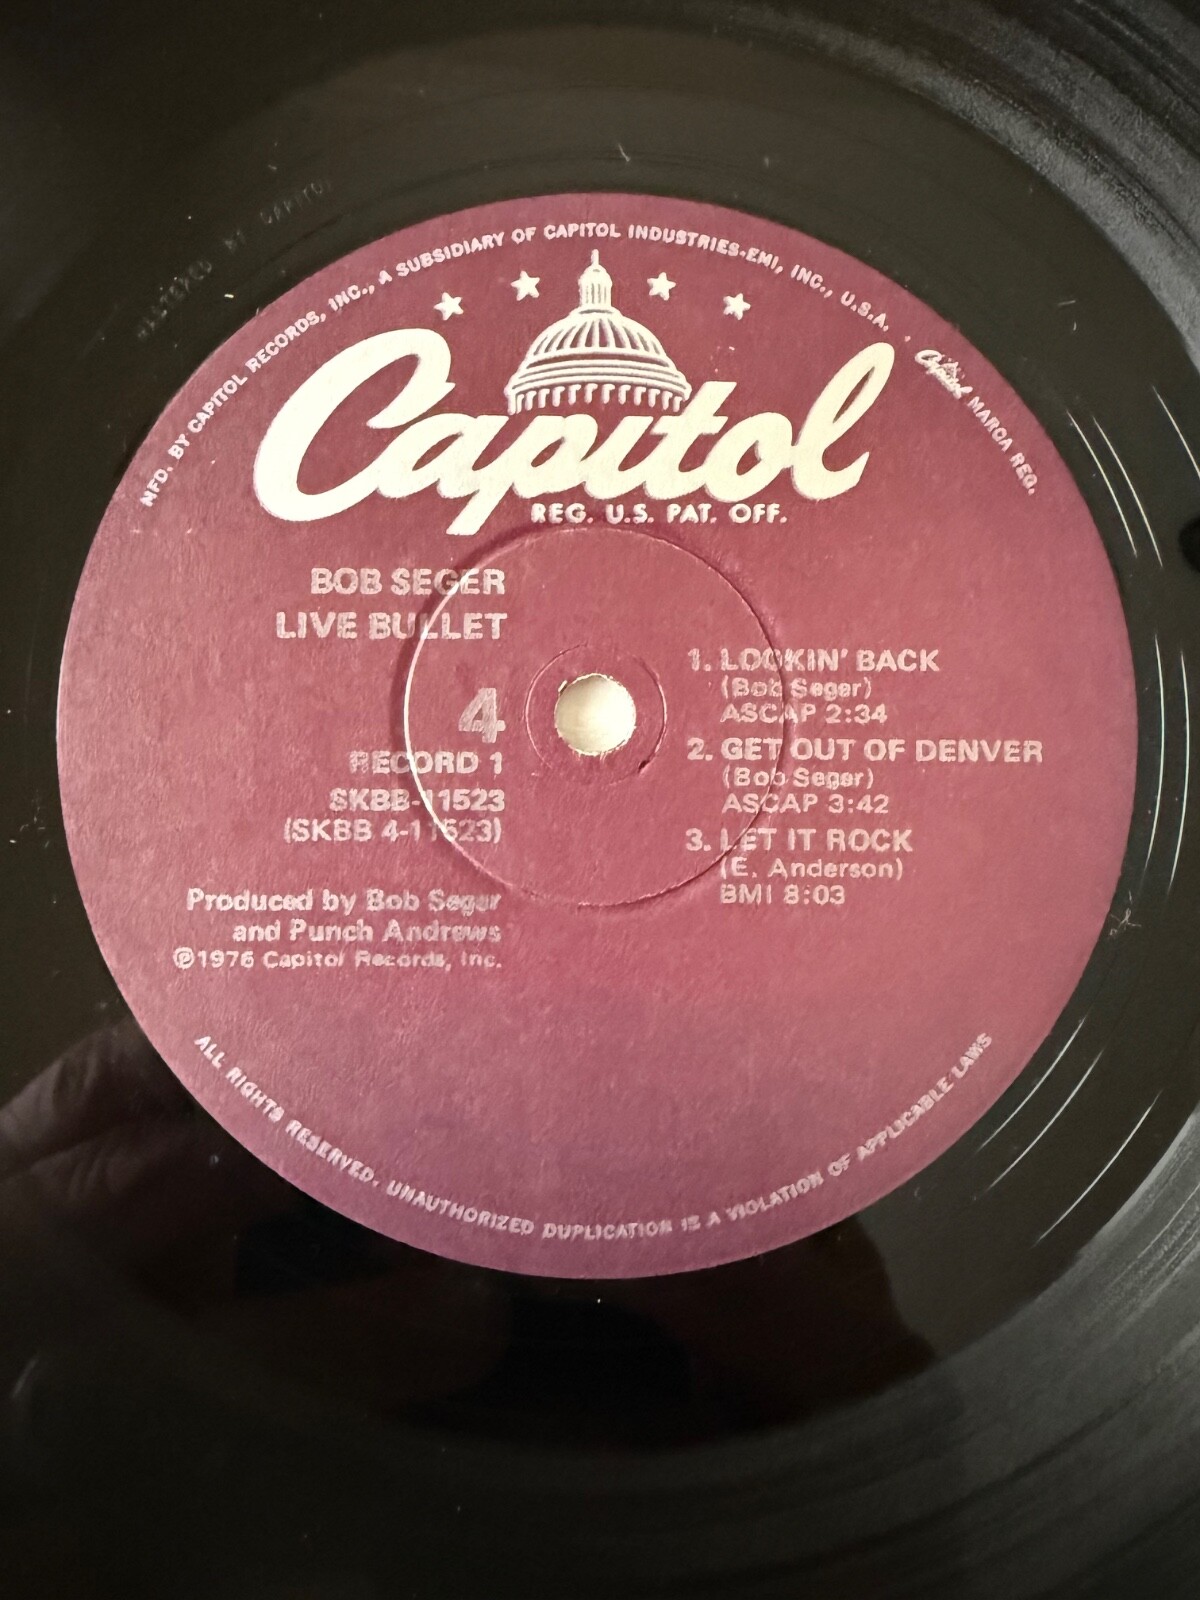 MASTERED BY CAPITOL
MFD. BY CAPITOL RECORDS, INC., A SUBSIDIARY OF CAPITOL INDUSTRIES-EMI, INC., U.S.A. . Capitol MARCA REG.
Capitol
REG. U.S. PAT. OFF.
BOB SEGER
LIVE BULLET
4
RECORD 1
SKBB-11523
(SKBB 4-11523)
Produced by Bob Seger
and Punch Andrews
℗1976 Capitol Records, Inc.
1. LOOKIN' BACK
(Bob Seger)
ASCAP 2:34
2. GET OUT OF DENVER
(Bob Seger)
ASCAP 3:42
3. LET IT ROCK
(E. Anderson)
BMI 8:03
ALL RIGHTS RESERVED. UNAUTHORIZED DUPLICATION IS A VIOLATION OF APPLICABLE LAWS